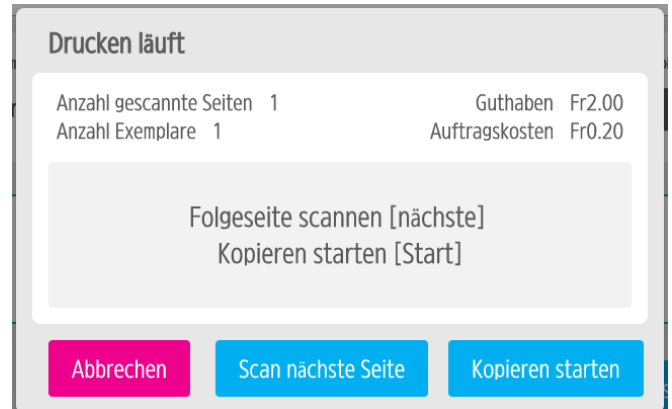 Drucken läuft
Anzahl gescannte Seiten 1
Guthaben Fr2.00
Anzahl Exemplare 1
Auftragskosten Fr0.20
Folgeseite scannen [nächste]
Kopieren starten [Start]
Abbrechen
Scan nächste Seite
Kopieren starten